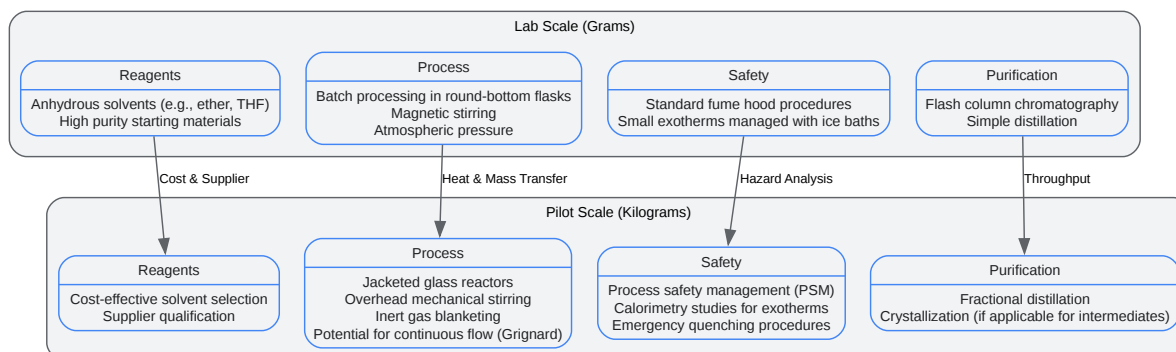 Lab Scale (Grams)
Reagents
Anhydrous solvents (e.g., ether, THF)
High purity starting materials
Process
Batch processing in round-bottom flasks
Magnetic stirring
Atmospheric pressure
Safety
Standard fume hood procedures
Small exotherms managed with ice baths
Purification
Flash column chromatography
Simple distillation
Cost & Supplier
Heat & Mass Transfer
Hazard Analysis
Throughput
Pilot Scale (Kilograms)
Reagents
Cost-effective solvent selection
Supplier qualification
Process
Jacketed glass reactors
Overhead mechanical stirring
Inert gas blanketing
Potential for continuous flow (Grignard)
Safety
Process safety management (PSM)
Calorimetry studies for exotherms
Emergency quenching procedures
Purification
Fractional distillation
Crystallization (if applicable for intermediates)